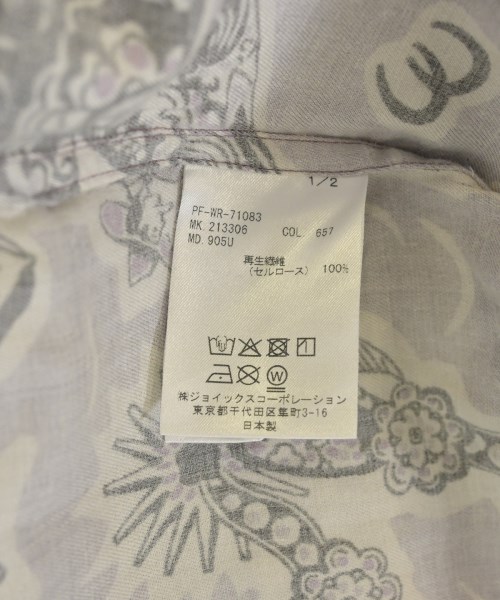 1/2
PF-WR-71083
MK. 213306 COL. 657
MD. 905U
再生繊維
(セルロース) 100%
W
㈱ジョイックスコーポレーション
東京都千代田区隼町3-16
日本製